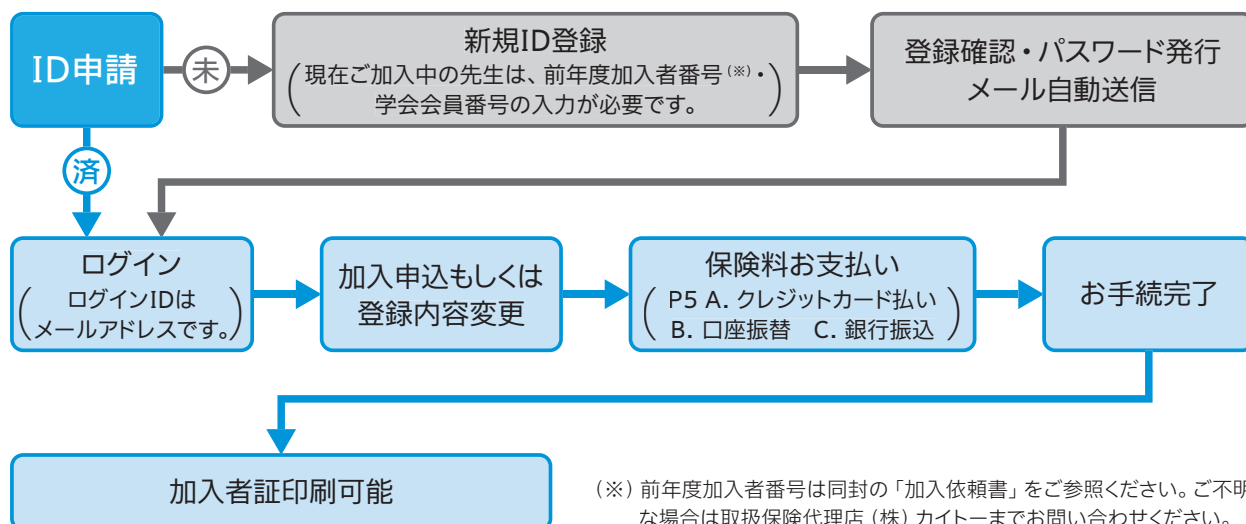 ID申請
未
新規ID登録
(現在ご加入中の先生は、前年度加入者番号(※)・
学会会員番号の入力が必要です。)
登録確認・パスワード発行
メール自動送信
済
ログイン
(ログインIDは
メールアドレスです。)
加入申込もしくは
登録内容変更
保険料お支払い
(P5 A. クレジットカード払い
B. 口座振替 C. 銀行振込)
お手続完了
加入者証印刷可能
(※) 前年度加入者番号は同封の「加入依頼書」をご参照ください。ご不明
な場合は取扱保険代理店(株)カイトーまでお問い合わせください。